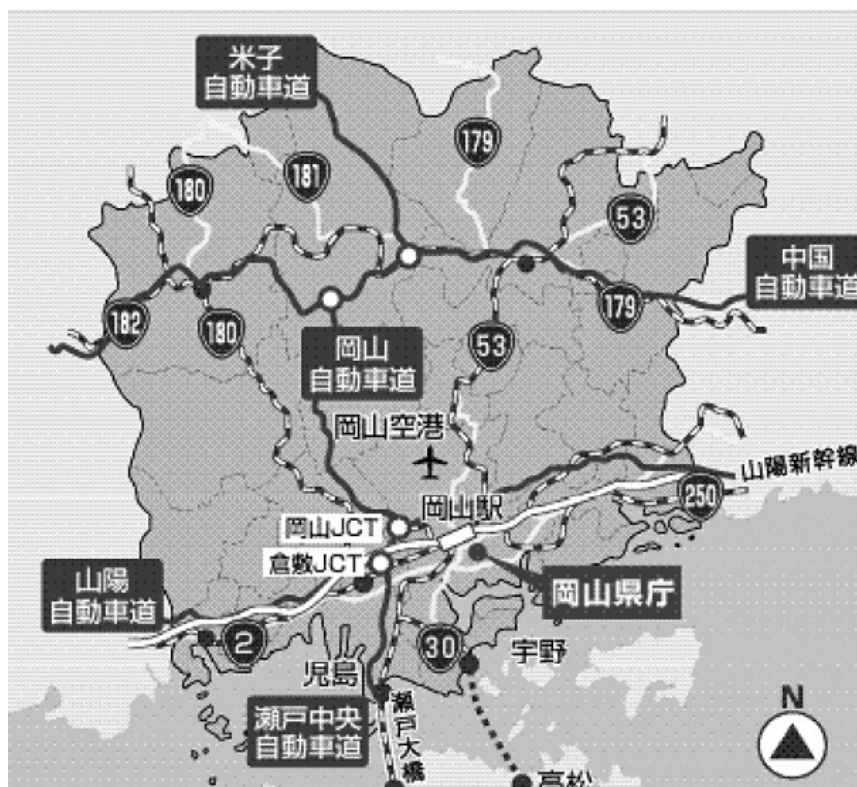 米子
自動車道
179
180
181
53
中国
自動車道
182
180
179
岡山
自動車道
53
岡山空港
山陽新幹線
250
岡山駅
岡山JCT
倉敷JCT
山陽
自動車道
岡山県庁
2
30
宇野
児島
瀬戸中央
自動車道
瀬戸大橋
N
高松